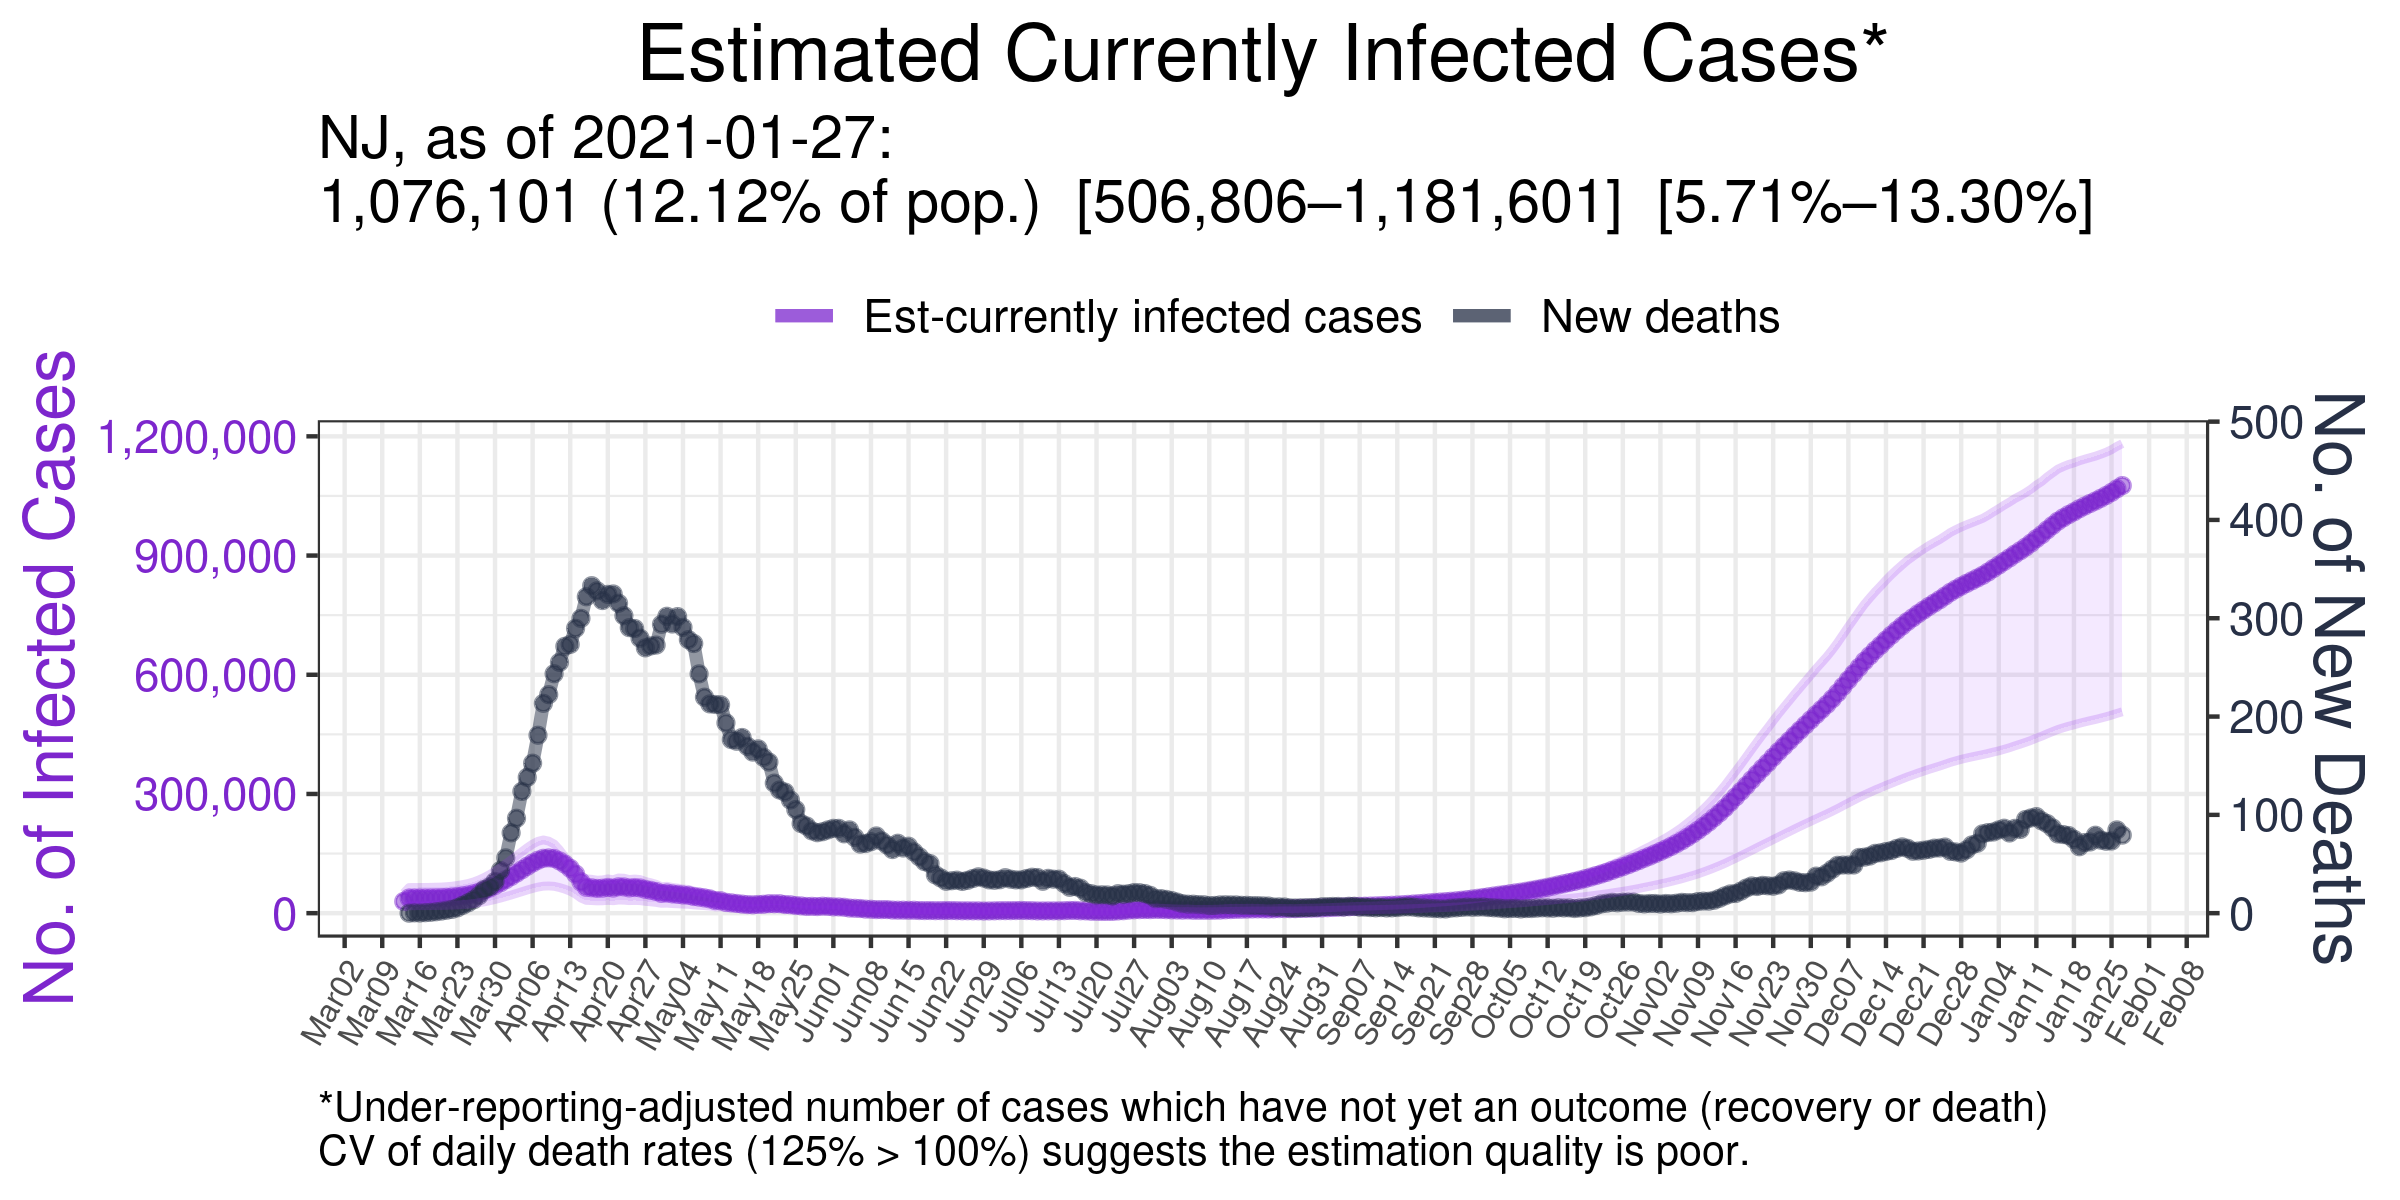 Estimated Currently Infected Cases*
NJ, as of 2021-01-27:
1,076,101 (12.12% of pop.) [506,806–1,181,601] [5.71%–13.30%]
Est-currently infected cases
New deaths
No. of Infected Cases
1,200,000
900,000
600,000
300,000
0
500
400
300
200
100
0
No. of New Deaths
Mar02
Mar09
Mar16
Mar23
Mar30
Apr06
Apr13
Apr20
Apr27
May04
May11
May18
May25
Jun01
Jun08
Jun15
Jun22
Jun29
Jul06
Jul13
Jul20
Jul27
Aug03
Aug10
Aug17
Aug24
Aug31
Sep07
Sep14
Sep21
Sep28
Oct05
Oct12
Oct19
Oct26
Nov02
Nov09
Nov16
Nov23
Nov30
Dec07
Dec14
Dec21
Dec28
Jan04
Jan11
Jan18
Jan25
Feb01
Feb08
*Under-reporting-adjusted number of cases which have not yet an outcome (recovery or death)
CV of daily death rates (125% > 100%) suggests the estimation quality is poor.